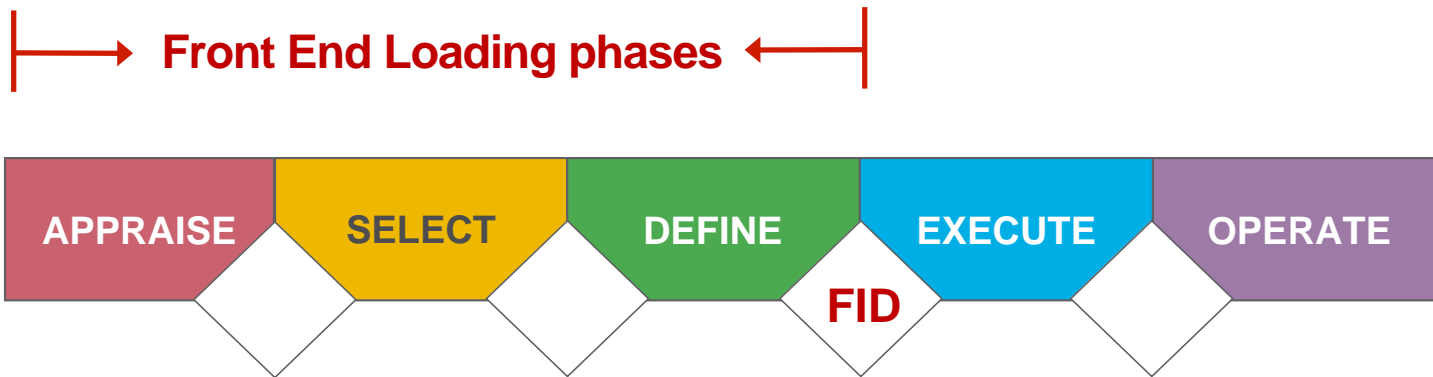 Front End Loading phases
APPRAISE SELECT DEFINE EXECUTE OPERATE
FID